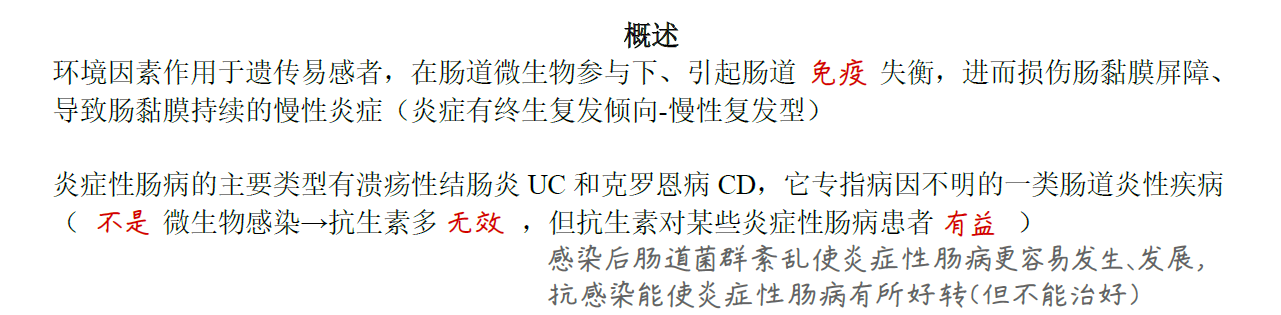 概述
环境因素作用于遗传易感者，在肠道微生物参与下、引起肠道 免疫 失衡，进而损伤肠黏膜屏障、
导致肠黏膜持续的慢性炎症（炎症有终生复发倾向-慢性复发型）
炎症性肠病的主要类型有溃疡性结肠炎 UC 和克罗恩病 CD，它专指病因不明的一类肠道炎性疾病
（ 不是 微生物感染→抗生素多 无效 ，但抗生素对某些炎症性肠病患者 有益 ）
感染后肠道菌群紊乱使炎症性肠病更容易发生、发展，
抗感染能使炎症性肠病有所好转（但不能治好）